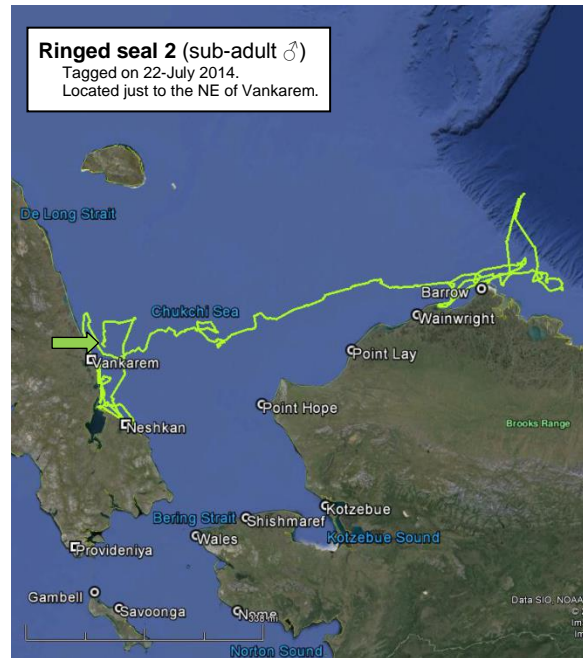 Ringed seal 2 (sub-adult ♂)
Tagged on 22-July 2014.
Located just to the NE of Vankarem.
De Long Strait
Chukchi Sea
Barrow
Wainwright
Vankarem
Point Lay
Point Hope
Neshkan
Brooks Range
Kotzebue
Bering Strait
Shishmaref
Wales
Kotzebue Sound
Provideniya
Gambell
Savoonga
Nome
Data SIO, NOAA
©
Im
Im
Norton Sound